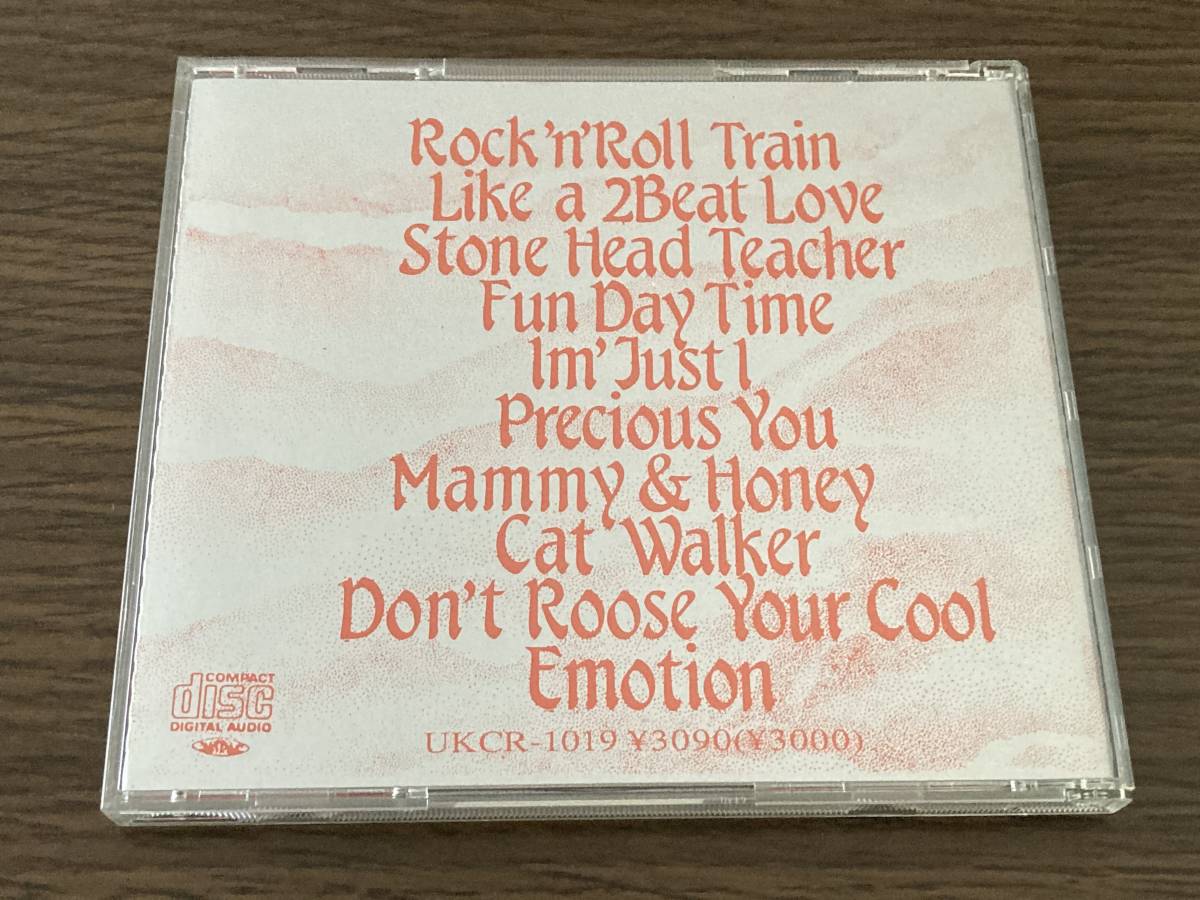 Rock'n'Roll Train
Like a 2Beat Love
Stone Head Teacher
Fun Day Time
Im' Just I
Precious You
Mammy & Honey
Cat Walker
Don't Roose Your Cool
Emotion
COMPACT
disc
DIGITAL AUDIO
UKCR-1019 ¥3090(¥3000)